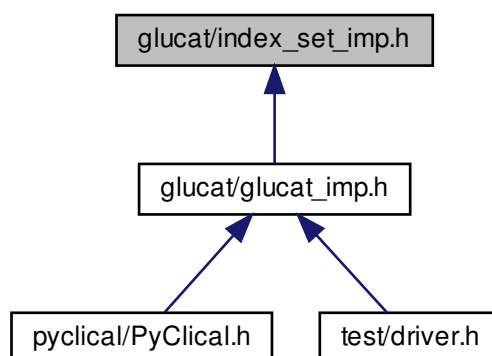 glucat/index_set_imp.h
glucat/glucat_imp.h
pyclical/PyClical.h
test/driver.h